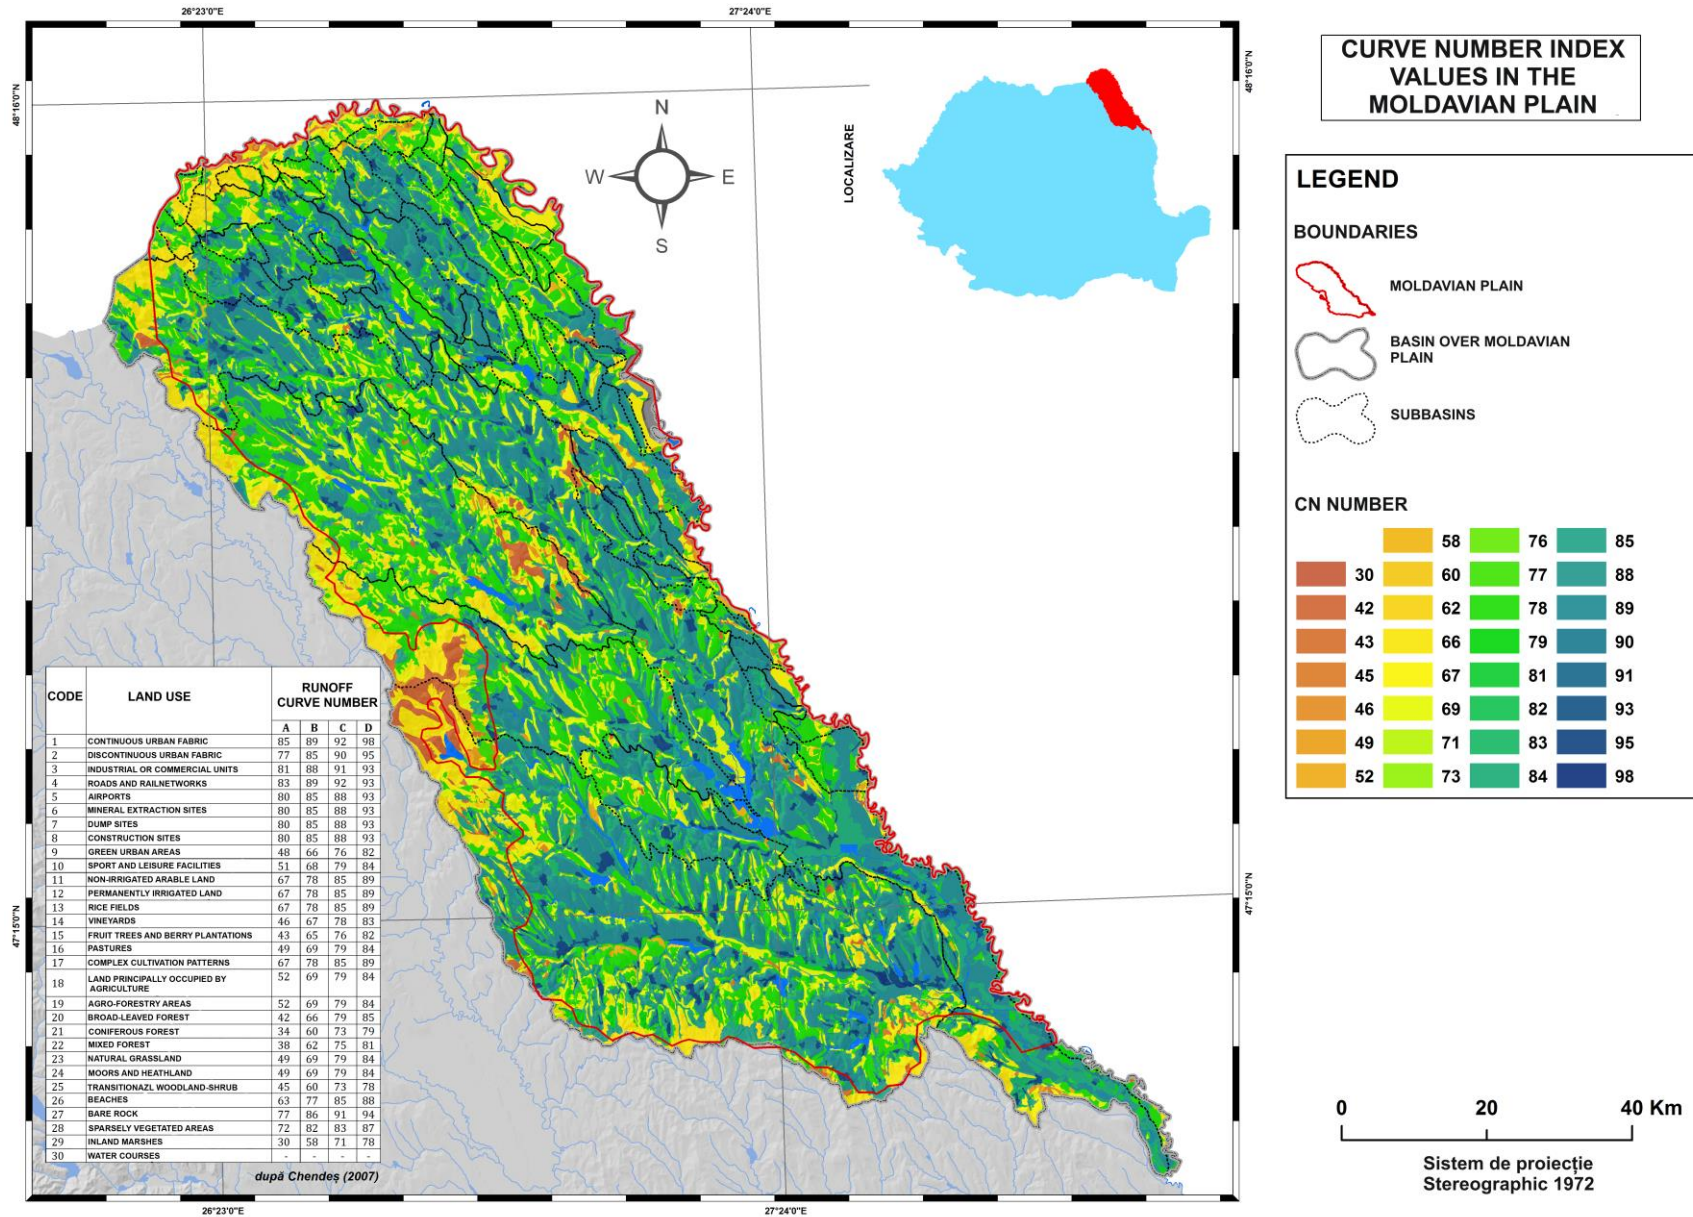 26°23'0"E
27°24'0"E
48°16'0"N
48°16'0"N
N
W
E
S
LOCALIZARE
CURVE NUMBER INDEX
VALUES IN THE
MOLDAVIAN PLAIN
LEGEND
BOUNDARIES
MOLDAVIAN PLAIN
BASIN OVER MOLDAVIAN
PLAIN
SUBBASINS
CN NUMBER
58 76 85
30 60 77 88
42 62 78 89
43 66 79 90
45 67 81 91
46 69 82 93
49 71 83 95
52 73 84 98
CODE LAND USE RUNOFF
CURVE NUMBER
A B C D
1 CONTINUOUS URBAN FABRIC 85 89 92 98
2 DISCONTINUOUS URBAN FABRIC 77 85 90 95
3 INDUSTRIAL OR COMMERCIAL UNITS 81 88 91 93
4 ROADS AND RAILNETWORKS 83 89 92 93
5 AIRPORTS 80 85 88 93
6 MINERAL EXTRACTION SITES 80 85 88 93
7 DUMP SITES 80 85 88 93
8 CONSTRUCTION SITES 80 85 88 93
9 GREEN URBAN AREAS 48 66 76 82
10 SPORT AND LEISURE FACILITIES 51 68 79 84
11 NON-IRRIGATED ARABLE LAND 67 78 85 89
12 PERMANENTLY IRRIGATED LAND 67 78 85 89
13 RICE FIELDS 67 78 85 89
14 VINEYARDS 46 67 78 83
15 FRUIT TREES AND BERRY PLANTATIONS 43 65 76 82
16 PASTURES 49 69 79 84
17 COMPLEX CULTIVATION PATTERNS 67 78 85 89
18 LAND PRINCIPALLY OCCUPIED BY 52 69 79 84
AGRICULTURE
19 AGRO-FORESTRY AREAS 52 69 79 84
20 BROAD-LEAVED FOREST 42 66 79 85
21 CONIFEROUS FOREST 34 60 73 79
22 MIXED FOREST 38 62 75 81
23 NATURAL GRASSLAND 49 69 79 84
24 MOORS AND HEATHLAND 49 69 79 84
25 TRANSITIONAZL WOODLAND-SHRUB 45 60 73 78
26 BEACHES 63 77 85 88
27 BARE ROCK 77 86 91 94
28 SPARSELY VEGETATED AREAS 72 82 83 87
29 INLAND MARSHES 30 58 71 78
30 WATER COURSES - - - -
după Chendeș (2007)
47°15'0"N
47°15'0"N
26°23'0"E
27°24'0"E
0 20 40 Km
Sistem de proiecție
Stereographic 1972